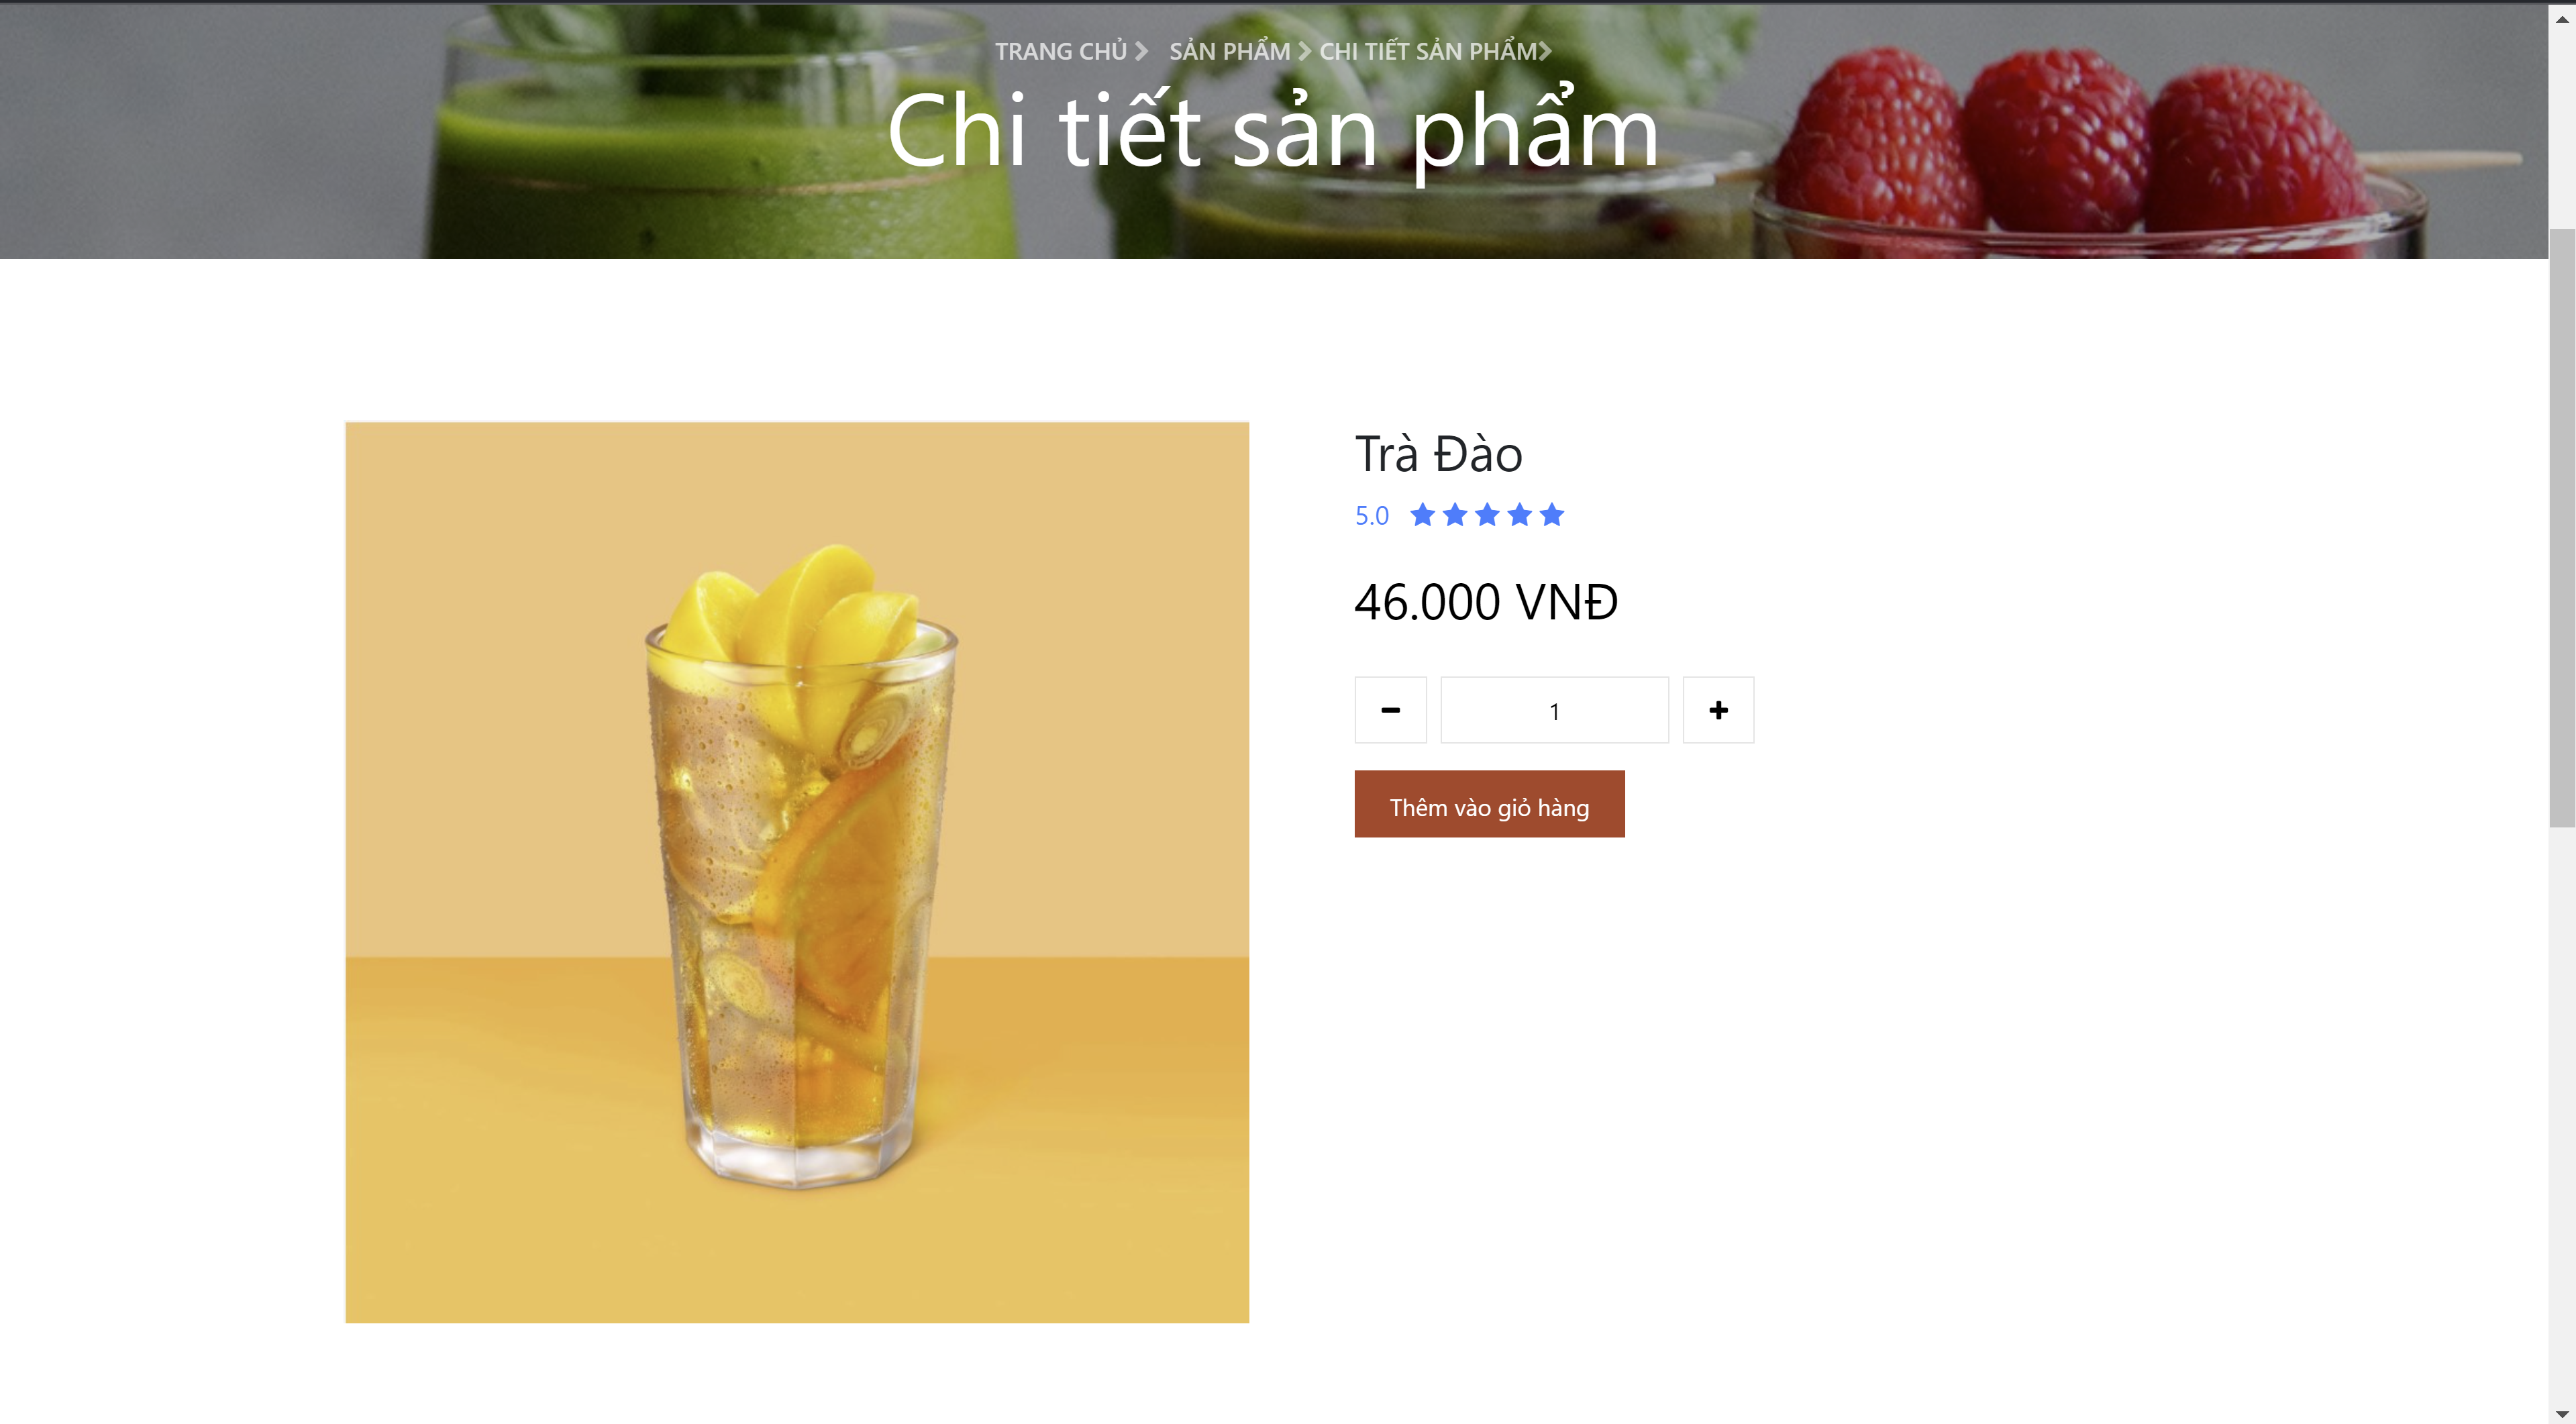 TRANG CHỦ SẢN PHẨM CHI TIẾT SẢN PHẨM
Chi tiết sản phẩm
Trà Đào
5.0
46.000 VNĐ
1
Thêm vào giỏ hàng